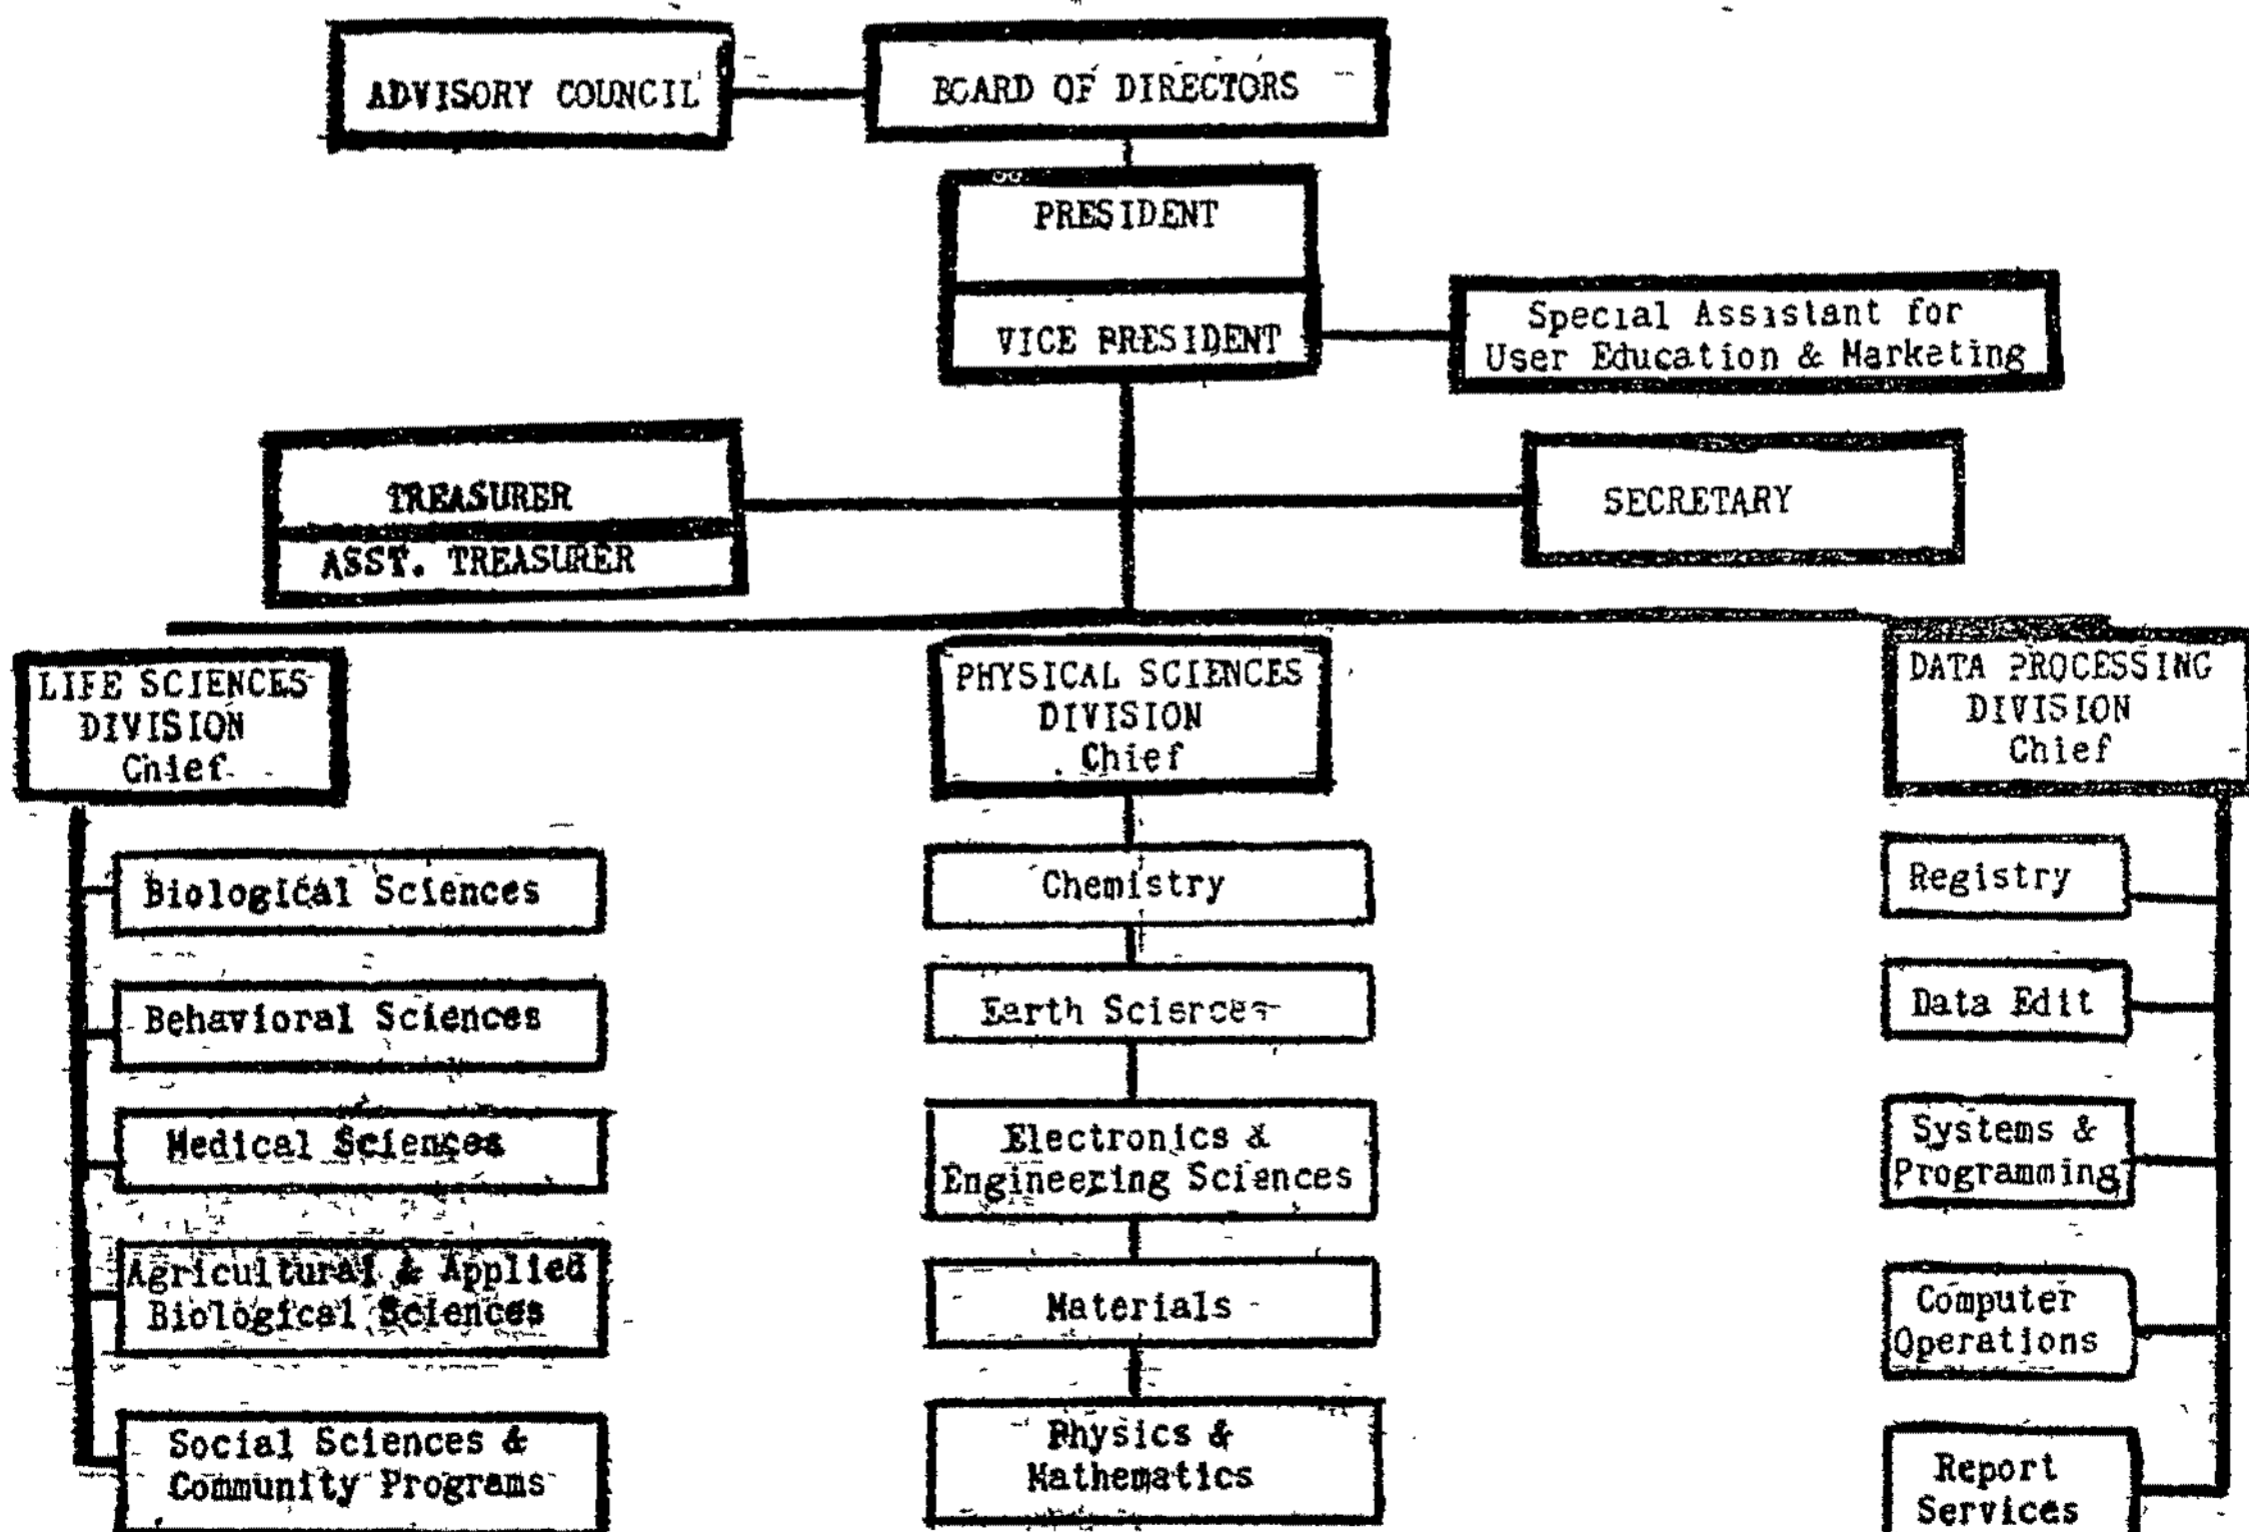 ADVISORY COUNCIL
BOARD OF DIRECTORS
PRESIDENT
VICE PRESIDENT
Special Assistant for
User Education & Marketing
TREASURER
ASST. TREASURER
SECRETARY
LIFE SCIENCES
DIVISION
Chief
PHYSICAL SCIENCES
DIVISION
Chief
DATA PROCESSING
DIVISION
Chief
Biological Sciences
Behavioral Sciences
Medical Sciences
Agricultural & Applied
Biological Sciences
Social Sciences &
Community Programs
Chemistry
Earth Sciences
Electronics &
Engineering Sciences
Materials
Physics &
Mathematics
Registry
Data Edit
Systems &
Programming
Computer
Operations
Report
Services